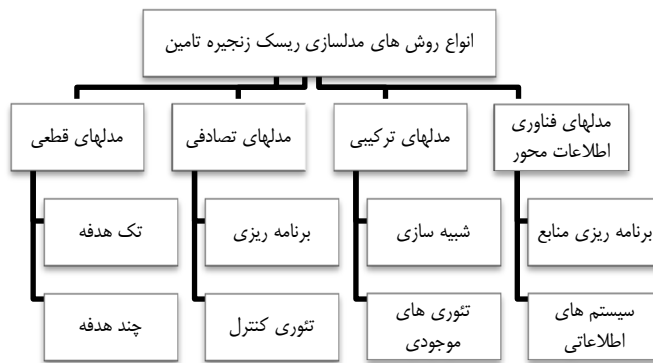 انواع روش های مدلسازی ریسک زنجیره تامین
مدلهای فناوری
اطلاعات محور
مدلهای ترکیبی
مدلهای تصادفی
مدلهای قطعی
برنامه ریزی منابع
شبیه سازی
برنامه ریزی
تک هدفه
سیستم های
اطلاعاتی
تئوری های
موجودی
تئوری کنترل
چند هدفه